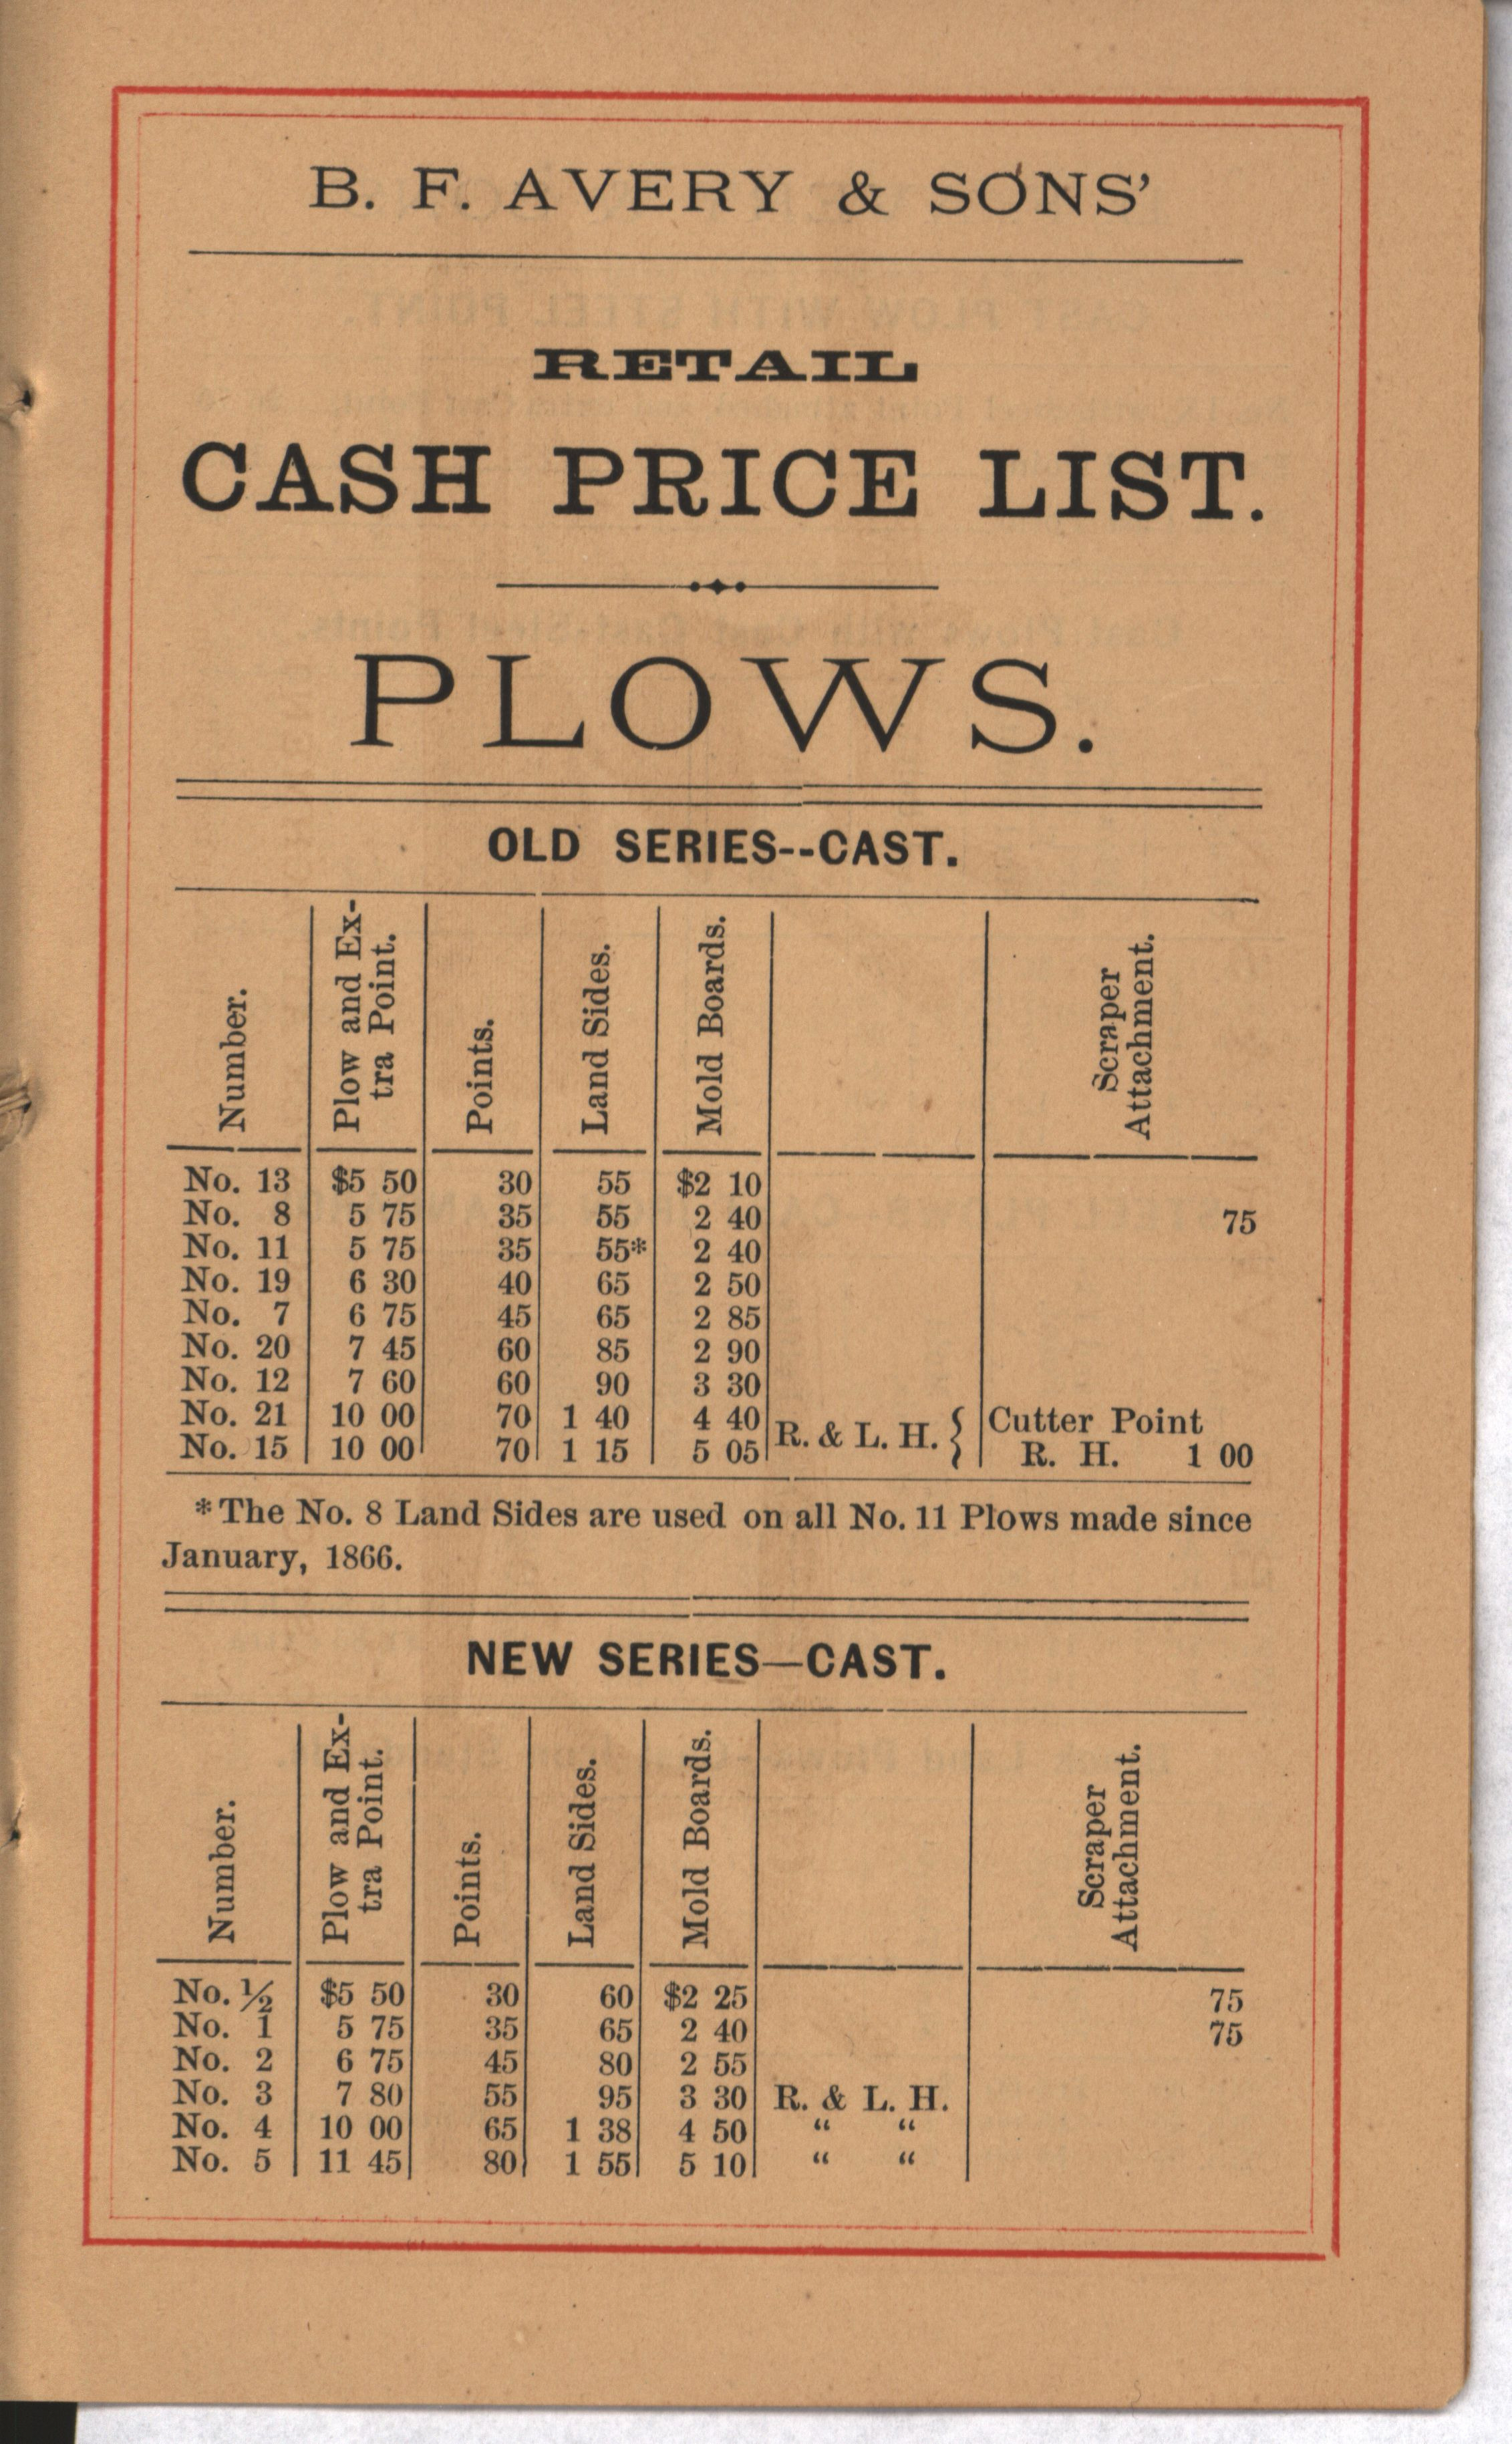 B. F. AVERY & SONS'
RETAIL
CASH PRICE LIST.
PLOWS.
OLD SERIES--CAST.
Number. Plow and Ex-tra Point. Points. Land Sides. Mold Boards. Scraper Attachment.
No. 13 $5 50 30 55 $2 10
No. 8 5 75 35 55 2 40 75
No. 11 5 75 35 55* 2 40
No. 19 6 30 40 65 2 50
No. 7 6 75 45 65 2 85
No. 20 7 45 60 85 2 90
No. 12 7 60 60 90 3 30
No. 21 10 00 70 1 40 4 40 R. & L. H. { Cutter Point
No. 15 10 00 70 1 15 5 05 R. H. 1 00
*The No. 8 Land Sides are used on all No. 11 Plows made since
January, 1866.
NEW SERIES—CAST.
Number. Plow and Ex-tra Point. Points. Land Sides. Mold Boards. Scraper Attachment.
No. ½ $5 50 30 60 $2 25 75
No. 1 5 75 35 65 2 40 75
No. 2 6 75 45 80 2 55
No. 3 7 80 55 95 3 30 R. & L. H.
No. 4 10 00 65 1 38 4 50 “ “
No. 5 11 45 80 1 55 5 10 “ “